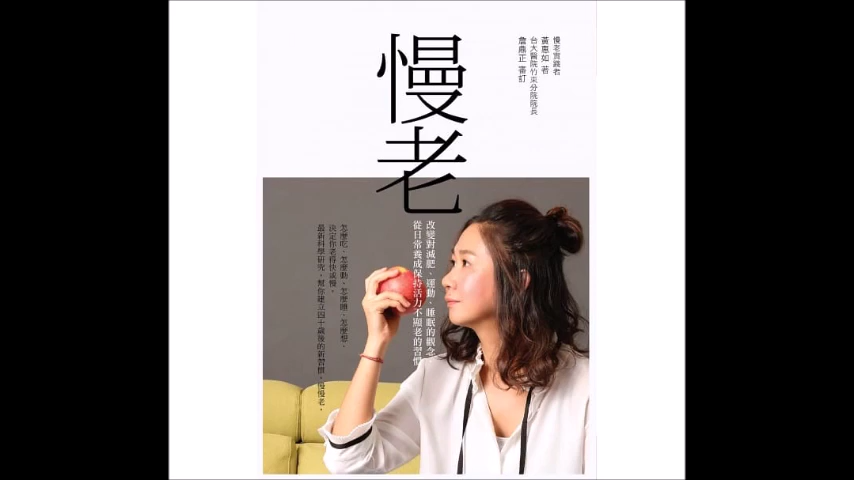 慢老
慢老實踐者
黃惠如 著
台大醫院竹東分院院長
詹鼎正 審訂
改變對減肥、運動、睡眠的觀念，
從日常養成保持活力不顯老的習慣
怎麼吃、怎麼動、怎麼睡、怎麼想，
決定你老得快或慢。
最新科學研究，幫你建立四十歲後的新習慣，慢慢老。